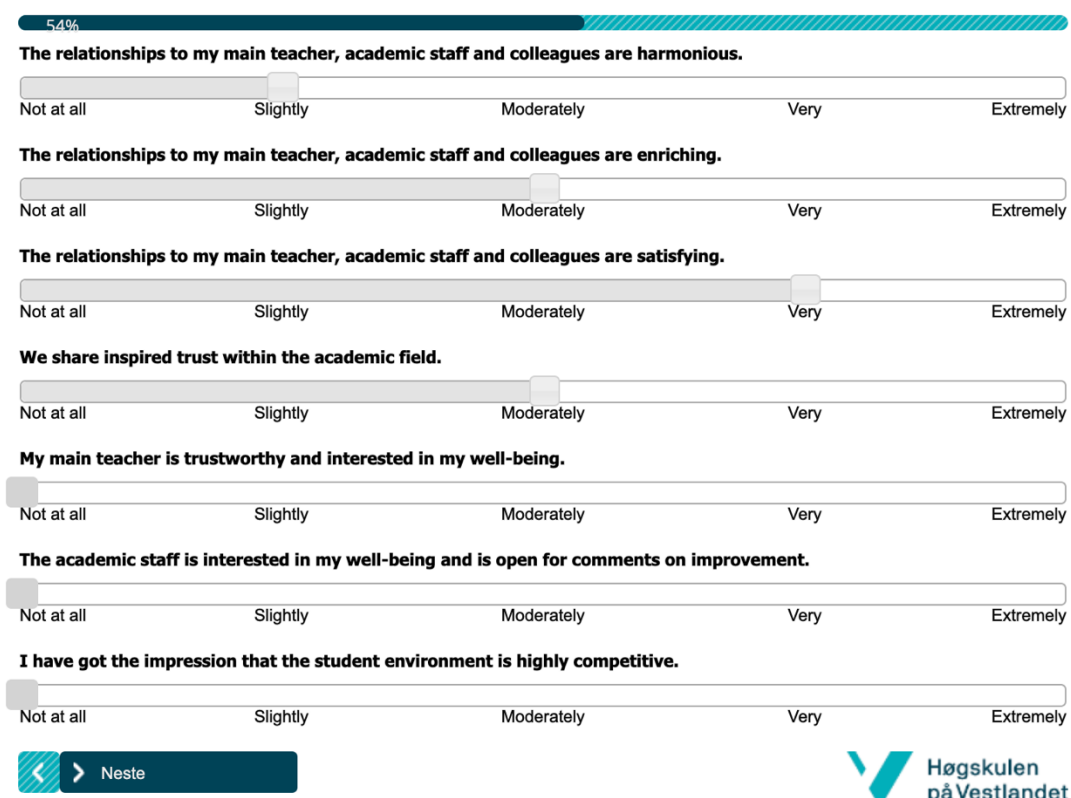 54%
The relationships to my main teacher, academic staff and colleagues are harmonious.
Not at all Slightly Moderately Very Extremely
The relationships to my main teacher, academic staff and colleagues are enriching.
Not at all Slightly Moderately Very Extremely
The relationships to my main teacher, academic staff and colleagues are satisfying.
Not at all Slightly Moderately Very Extremely
We share inspired trust within the academic field.
Not at all Slightly Moderately Very Extremely
My main teacher is trustworthy and interested in my well-being.
Not at all Slightly Moderately Very Extremely
The academic staff is interested in my well-being and is open for comments on improvement.
Not at all Slightly Moderately Very Extremely
I have got the impression that the student environment is highly competitive.
Not at all Slightly Moderately Very Extremely
Neste
Høgskulen
på Vestlandet